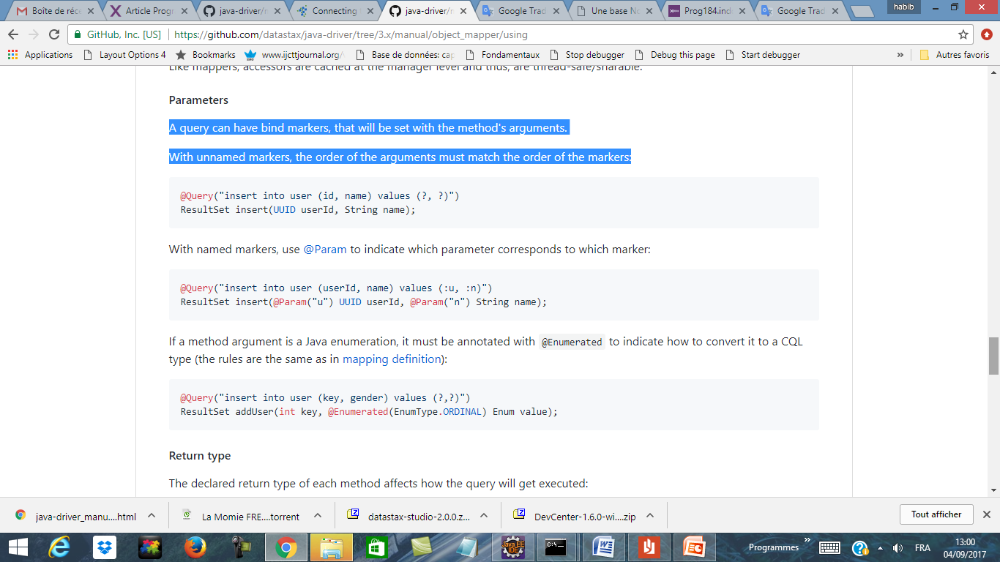 habib
Boîte de réc
Article Progr
java-driver/r
Connecting
java-driver/r
Google Trad
Une base No
Prog184.ind
Google Trad
GitHub, Inc. [US]
https://github.com/datastax/java-driver/tree/3.x/manual/object_mapper/using
Applications
Layout Options 4
Bookmarks
www.ijcttjournal.org/
Base de données: cap
Fondamentaux
Stop debugger
Debug this page
Start debugger
»
Autres favoris
Like mappers, accessors are cached at the manager level and thus, are thread-safe/sharable.
Parameters
A query can have bind markers, that will be set with the method's arguments.
With unnamed markers, the order of the arguments must match the order of the markers:
@Query("insert into user (id, name) values (?, ?)")
ResultSet insert(UUID userId, String name);
With named markers, use @Param to indicate which parameter corresponds to which marker:
@Query("insert into user (userId, name) values (:u, :n)")
ResultSet insert(@Param("u") UUID userId, @Param("n") String name);
If a method argument is a Java enumeration, it must be annotated with @Enumerated to indicate how to convert it to a CQL
type (the rules are the same as in mapping definition):
@Query("insert into user (key, gender) values (?,?)")
ResultSet addUser(int key, @Enumerated(EnumType.ORDINAL) Enum value);
Return type
The declared return type of each method affects how the query will get executed:
java-driver_manu....html
La Momie FRE....torrent
datastax-studio-2.0.0.z...
DevCenter-1.6.0-wi....zip
Tout afficher
Java EE
IDE
Programmes
»
FRA
13:00
04/09/2017